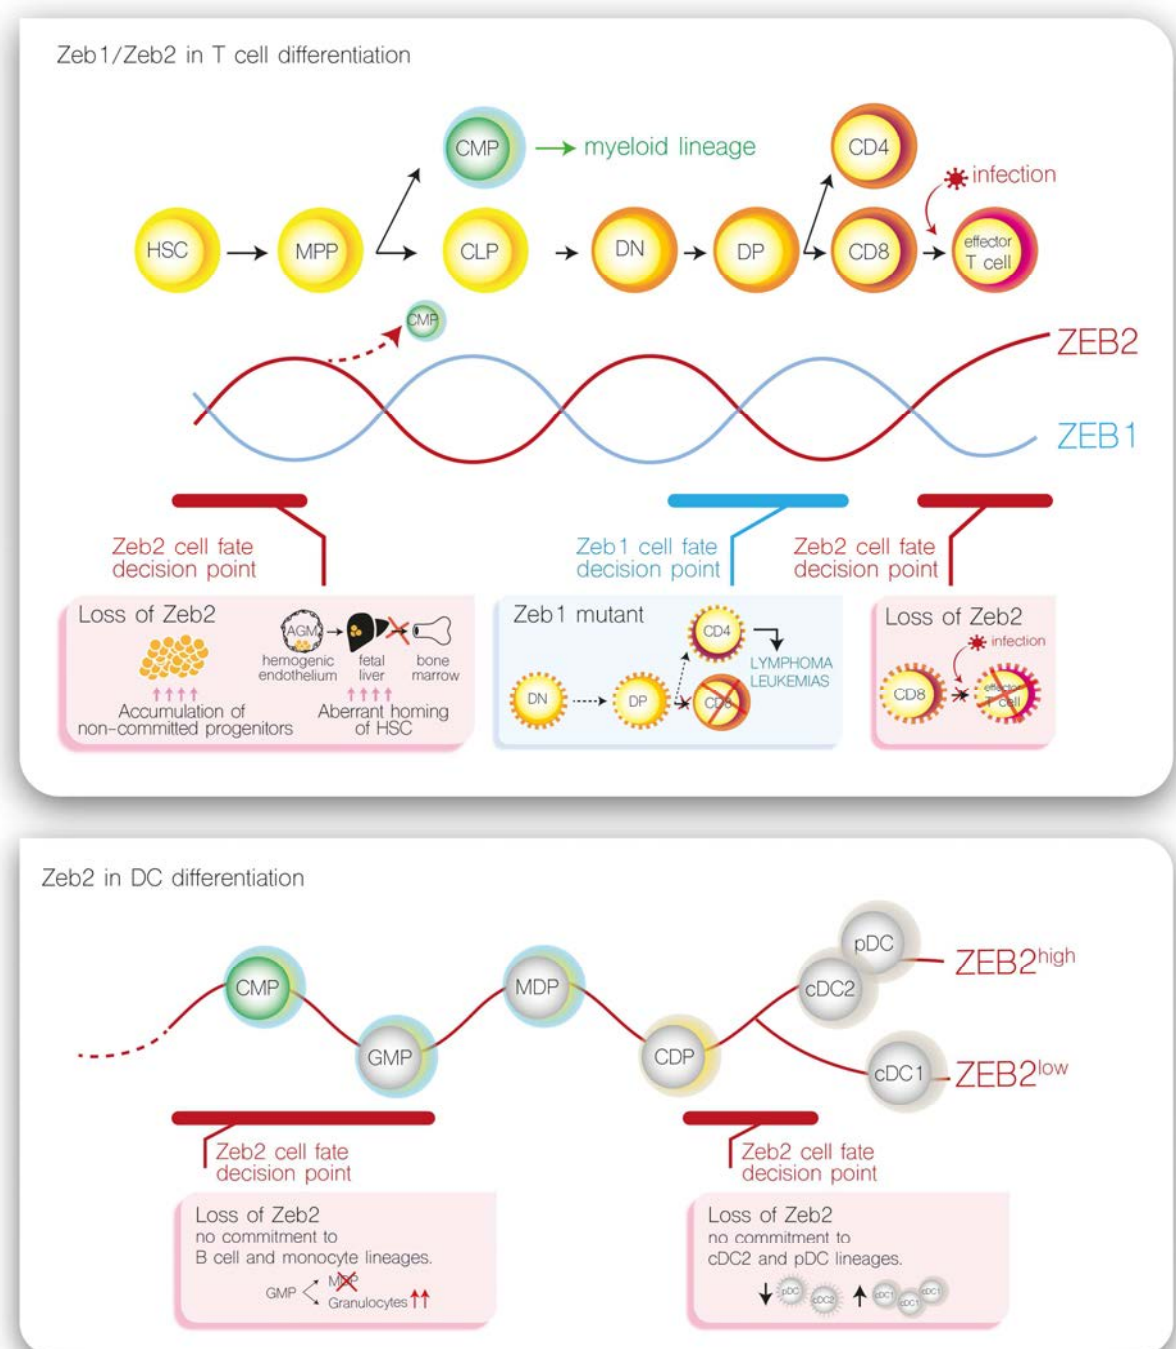 Zeb1/Zeb2 in T cell differentiation
CMP
myeloid lineage
CD4
infection
HSC
MPP
CLP
DN
DP
CD8
effector
T cell
CMP
ZEB2
ZEB1
Zeb2 cell fate
decision point
Zeb1 cell fate
decision point
Zeb2 cell fate
decision point
Loss of Zeb2
AGM
hemogenic
endothelium
fetal
liver
bone
marrow
Accumulation of
non-committed progenitors
Aberrant homing
of HSC
Zeb1 mutant
DN
DP
CD4
CD8
LYMPHOMA
LEUKEMIAS
Loss of Zeb2
infection
CD8
effector
T cell
Zeb2 in DC differentiation
CMP
GMP
MDP
CDP
pDC
cDC2
cDC1
ZEB2high
ZEB2low
Zeb2 cell fate
decision point
Zeb2 cell fate
decision point
Loss of Zeb2
no commitment to
B cell and monocyte lineages.
GMP
MDP
Granulocytes
Loss of Zeb2
no commitment to
cDC2 and pDC lineages.
pDC
cDC2
cDC1
cDC1
cDC1